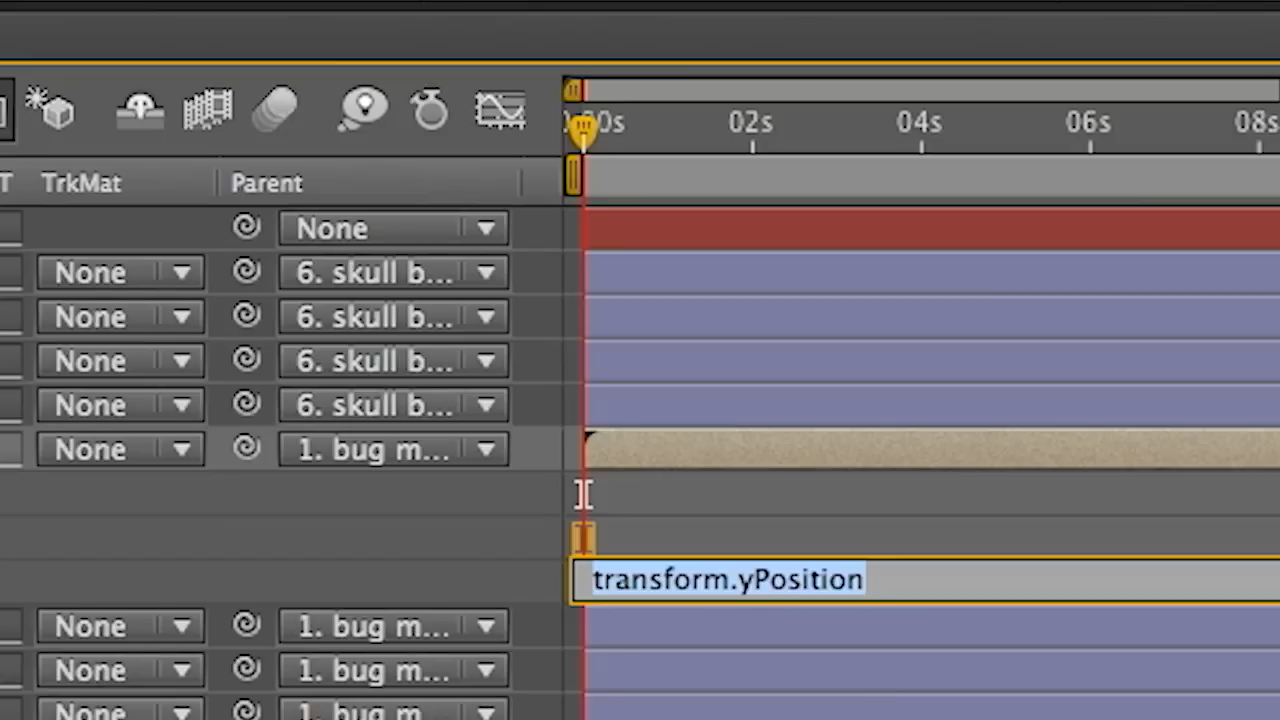 00s 02s 04s 06s 08s
T TrkMat Parent
None
None 6. skull b...
None 6. skull b...
None 6. skull b...
None 6. skull b...
None 1. bug m...
transform.yPosition
None 1. bug m...
None 1. bug m...
None 1. bug m...